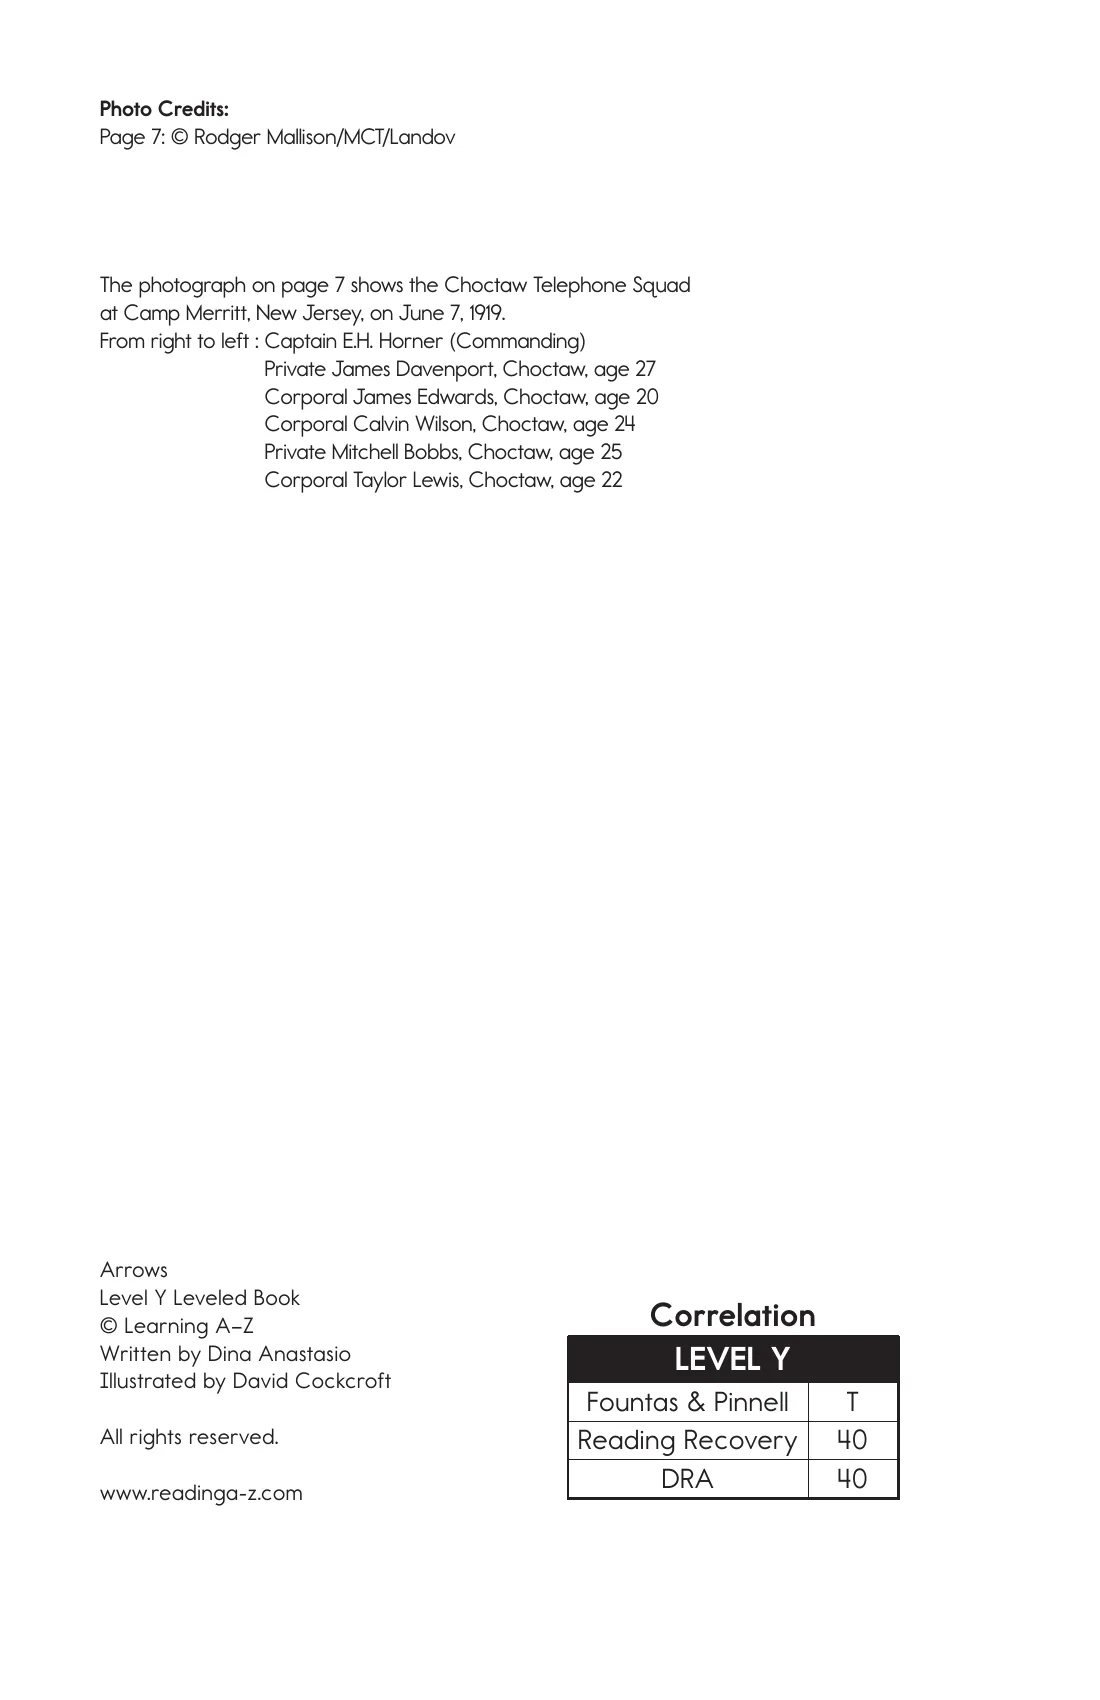 Photo Credits:
Page 7: © Rodger Mallison/MCT/Landov
The photograph on page 7 shows the Choctaw Telephone Squad
at Camp Merritt, New Jersey, on June 7, 1919.
From right to left : Captain E.H. Horner (Commanding)
Private James Davenport, Choctaw, age 27
Corporal James Edwards, Choctaw, age 20
Corporal Calvin Wilson, Choctaw, age 24
Private Mitchell Bobbs, Choctaw, age 25
Corporal Taylor Lewis, Choctaw, age 22
Arrows
Level Y Leveled Book
© Learning A–Z
Written by Dina Anastasio
Illustrated by David Cockcroft
All rights reserved.
www.readinga-z.com
Correlation
LEVEL Y
Fountas & Pinnell T
Reading Recovery 40
DRA 40